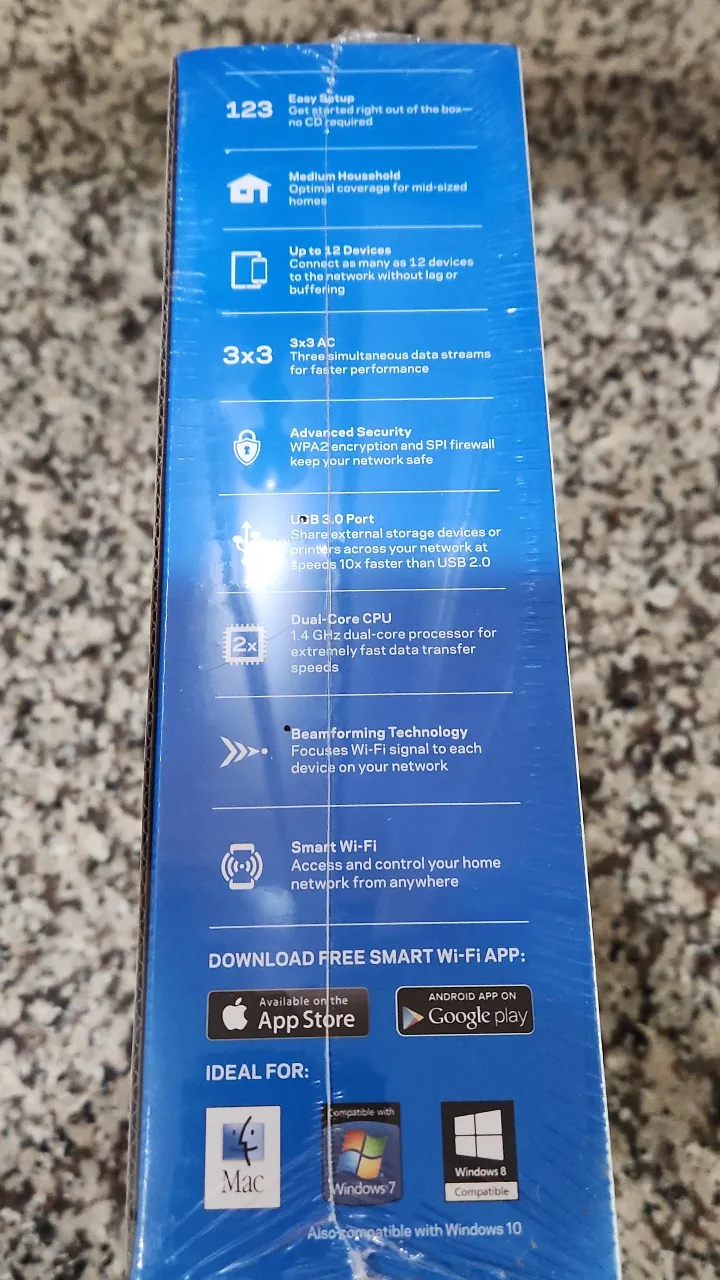 123
Easy Setup
Get started right out of the box—
no CD required
Medium Household
Optimal coverage for mid-sized
homes
Up to 12 Devices
Connect as many as 12 devices
to the network without lag or
buffering
3x3
3x3 AC
Three simultaneous data streams
for faster performance
Advanced Security
WPA2 encryption and SPI firewall
keep your network safe
USB 3.0 Port
Share external storage devices or
printers across your network at
speeds 10x faster than USB 2.0
2x
Dual-Core CPU
1.4 GHz dual-core processor for
extremely fast data transfer
speeds
Beamforming Technology
Focuses Wi-Fi signal to each
device on your network
Smart Wi-Fi
Access and control your home
network from anywhere
DOWNLOAD FREE SMART Wi-Fi APP:
Available on the
App Store
ANDROID APP ON
Google play
IDEAL FOR:
Mac
Compatible with
Windows 7
Windows 8
Compatible
Also compatible with Windows 10